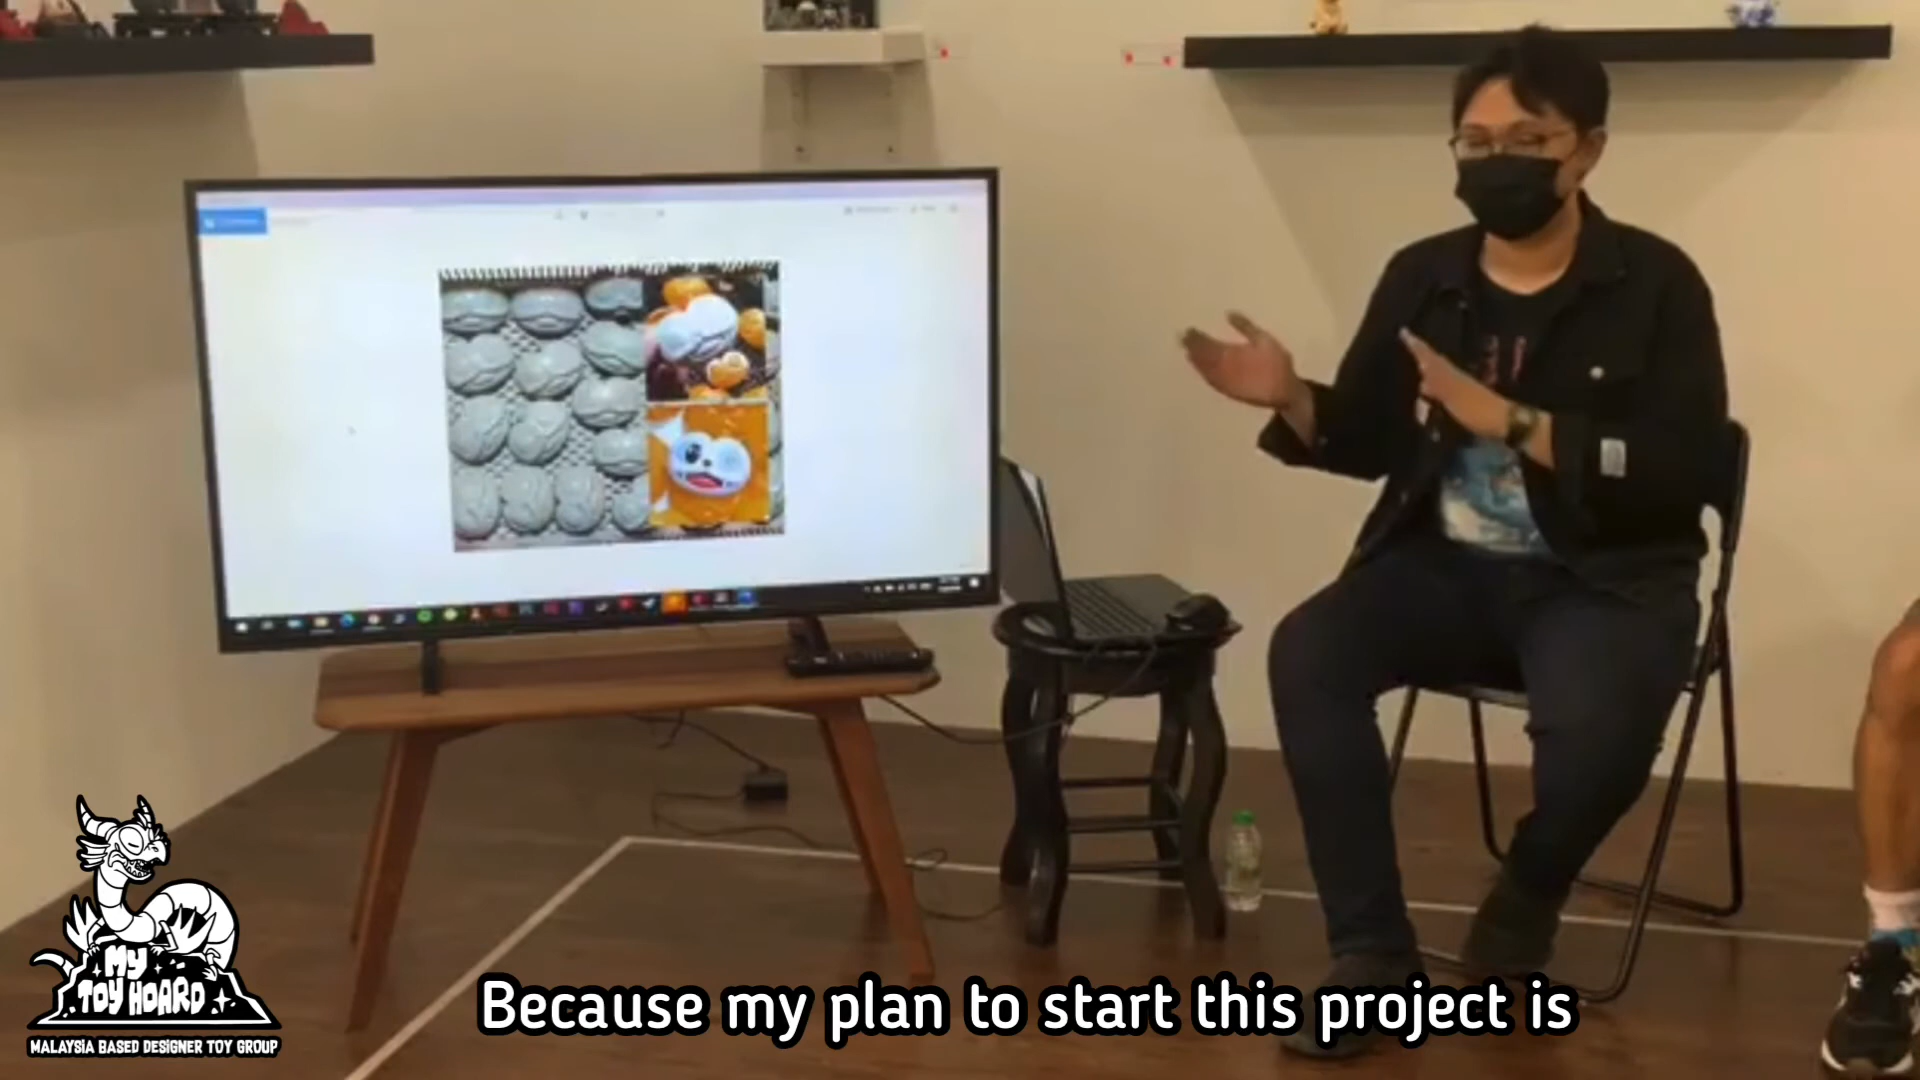 MY
TOY HOARD
MALAYSIA BASED DESIGNER TOY GROUP
Because my plan to start this project is